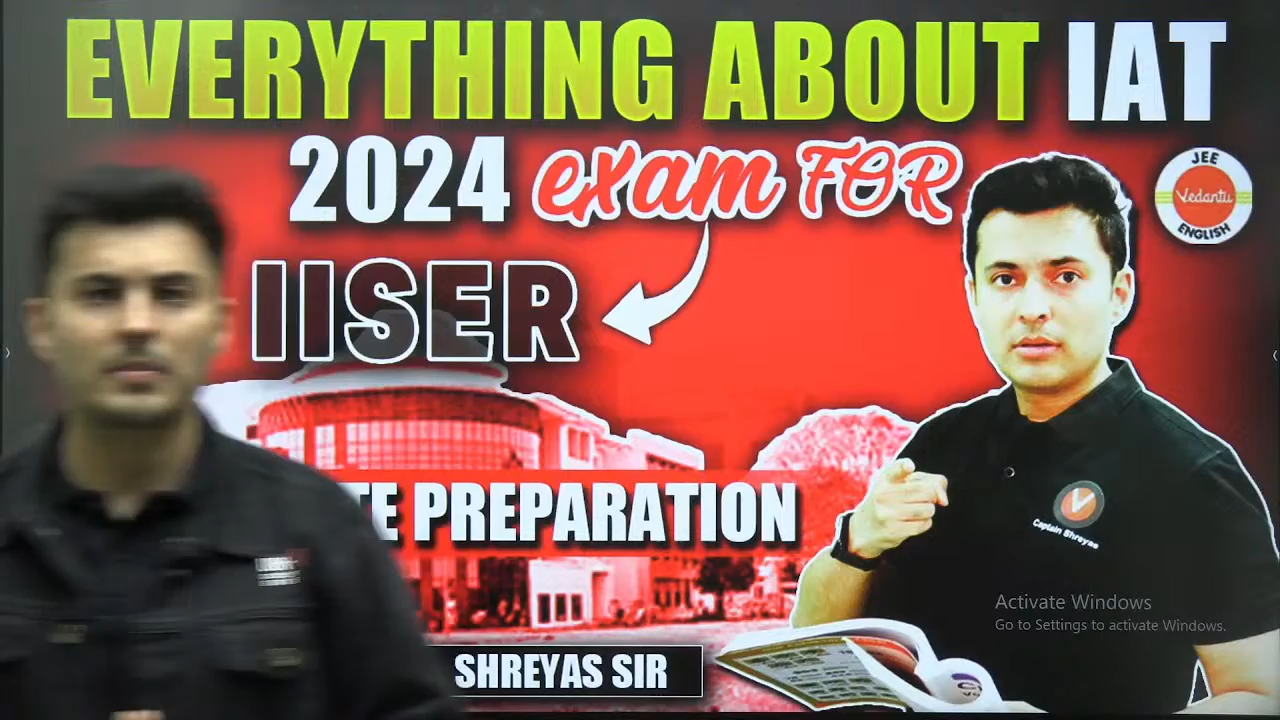 EVERYTHING ABOUT IAT
2024 exam FOR
IISER
JEE
Vedantu
ENGLISH
PREPARATION
Captain Shreyas
Activate Windows
Go to Settings to activate Windows.
SHREYAS SIR